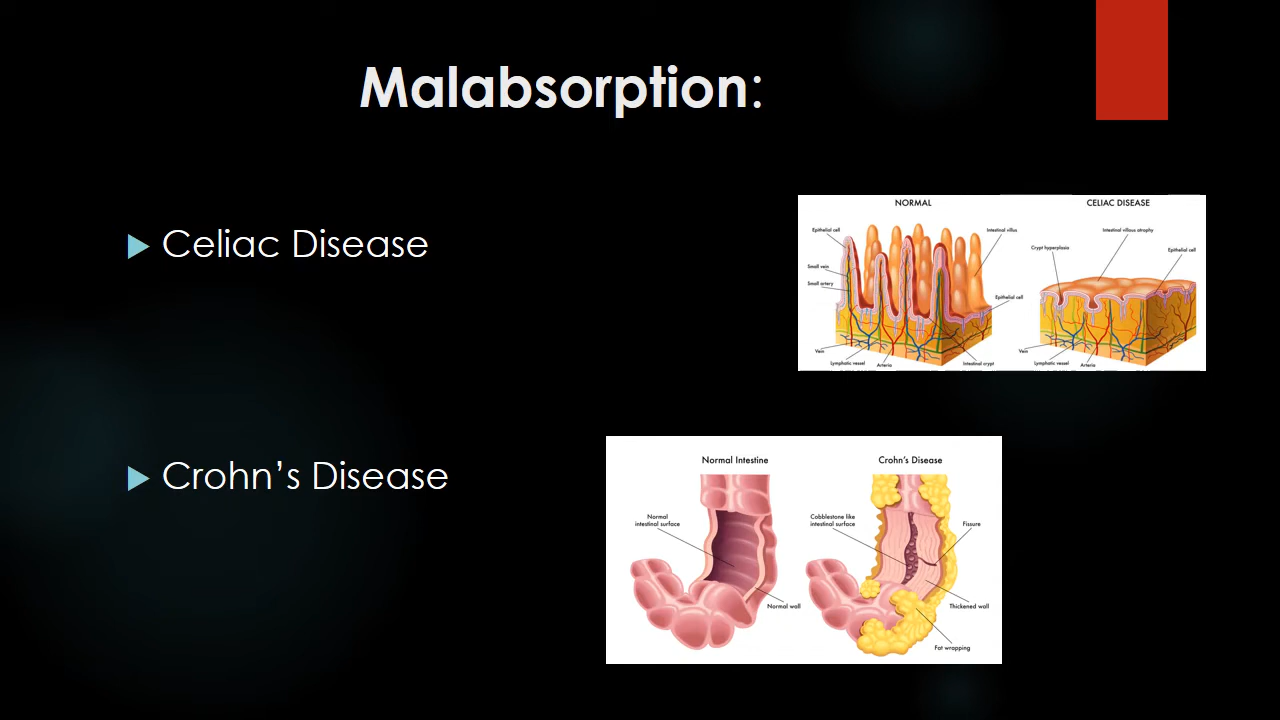 Malabsorption:
Celiac Disease
NORMAL
Epithelial cell
Small vein
Small artery
Vein
Lymphatic vessel
Arteria
Intestinal villus
Epithelial cell
Intestinal crypt
CELIAC DISEASE
Crypt hyperplasia
Intestinal villous atrophy
Epithelial cell
Vein
Lymphatic vessel
Arteria
Crohn’s Disease
Normal Intestine
Normal
intestinal surface
Normal wall
Crohn's Disease
Cobblestone like
intestinal surface
Fissure
Thickened wall
Fat wrapping